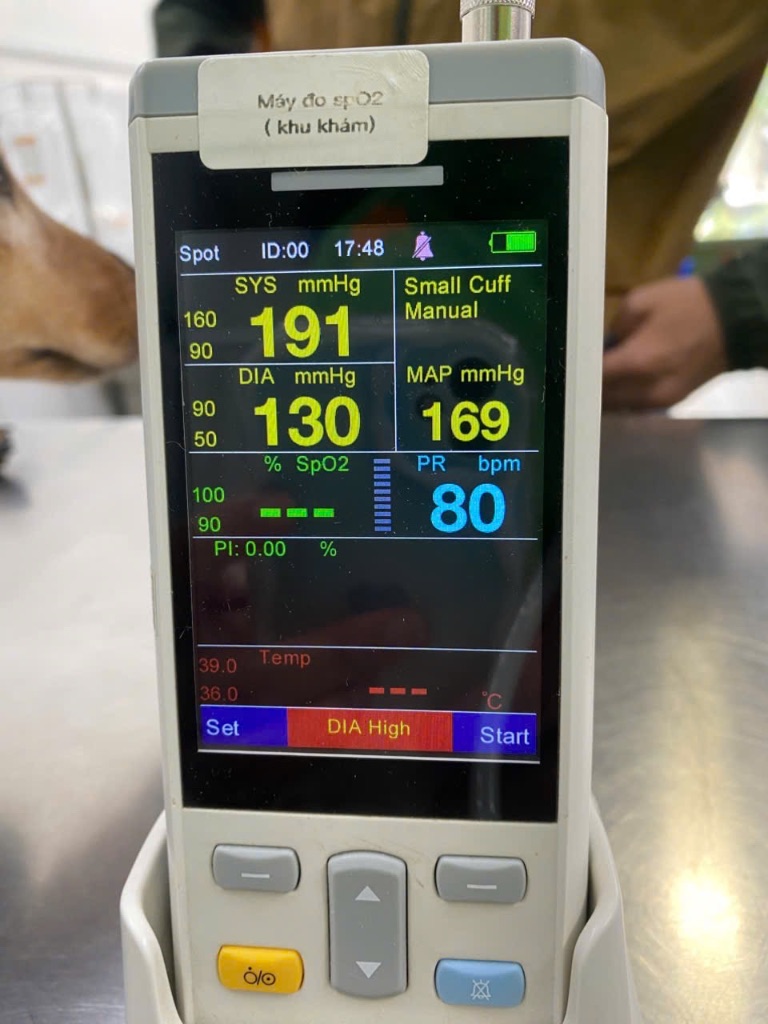 Máy đo spO2
( khu khám)
Spot ID:00 17:48
SYS mmHg
160
90
191
Small Cuff
Manual
DIA mmHg
90
50
130
MAP mmHg
169
% SpO2
100
90
---
PR bpm
80
PI: 0.00 %
Temp
39.0
36.0
---
°C
Set DIA High Start